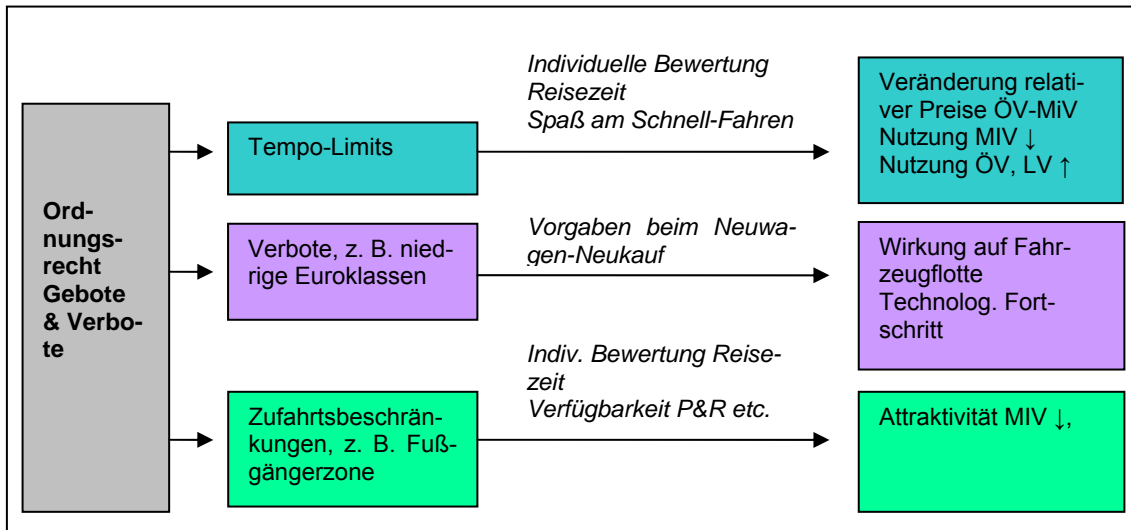 Ord-
nungs-
recht
Gebote
& Verbo-
te
Tempo-Limits
Individuelle Bewertung
Reisezeit
Spaß am Schnell-Fahren
Veränderung relati-
ver Preise ÖV-MiV
Nutzung MIV ↓
Nutzung ÖV, LV ↑
Verbote, z. B. nied-
rige Euroklassen
Vorgaben beim Neuwa-
gen-Neukauf
Wirkung auf Fahr-
zeugflotte
Technolog. Fort-
schritt
Zufahrtsbeschrän-
kungen, z. B. Fuß-
gängerzone
Indiv. Bewertung Reise-
zeit
Verfügbarkeit P&R etc.
Attraktivität MIV ↓,